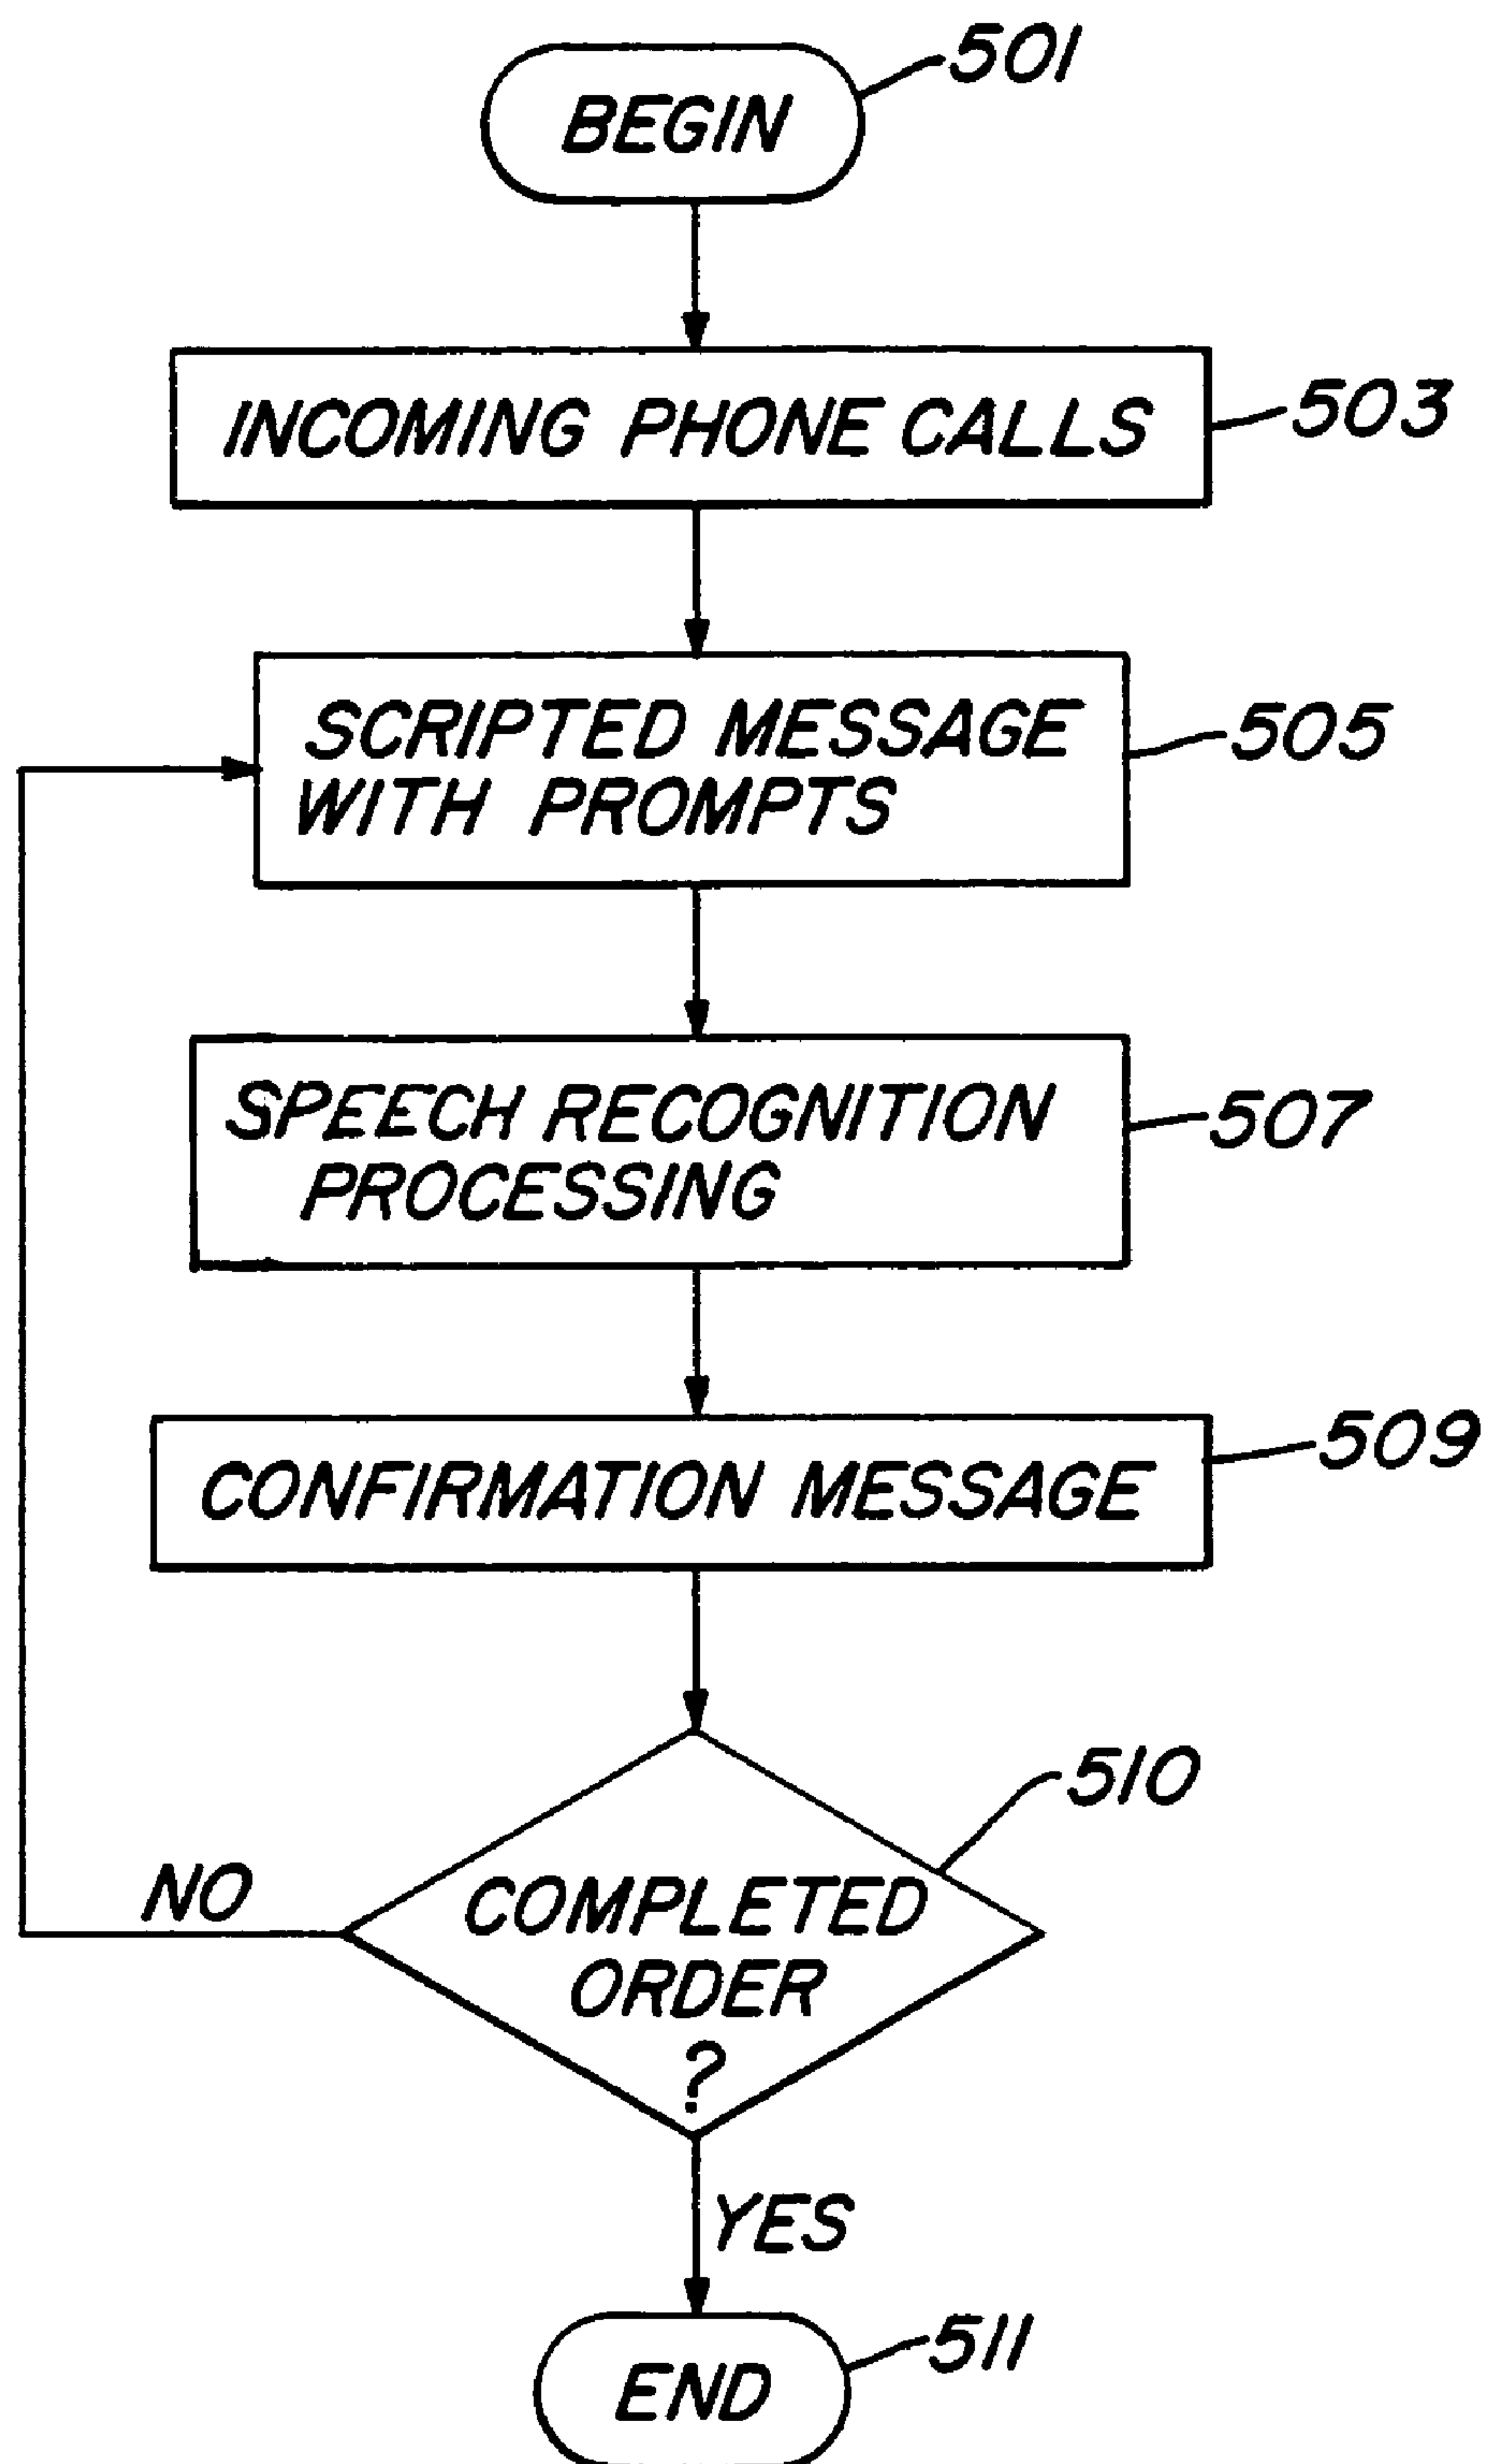 501
BEGIN
INCOMING PHONE CALLS
503
SCRIPTED MESSAGE
WITH PROMPTS
505
SPEECH RECOGNITION
PROCESSING
507
CONFIRMATION MESSAGE
509
510
COMPLETED
ORDER
?
NO
YES
END
511